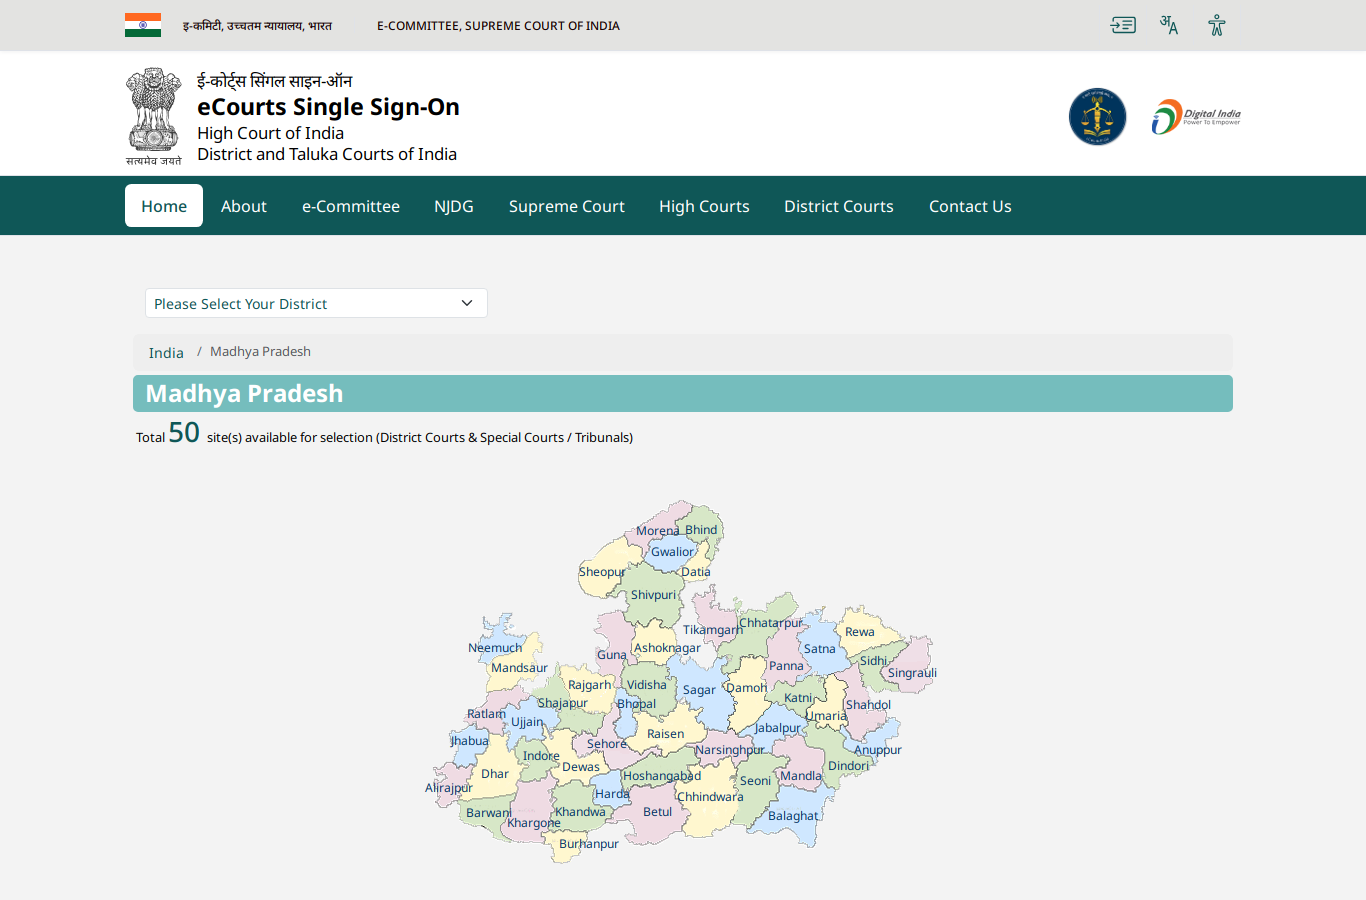 इ-कमिटी, उच्चतम न्यायालय, भारत
E-COMMITTEE, SUPREME COURT OF INDIA
अ A
ई-कोर्ट्स सिंगल साइन-ऑन
eCourts Single Sign-On
High Court of India
District and Taluka Courts of India
सत्यमेव जयते
Digital India
Power To Empower
Home About e-Committee NJDG Supreme Court High Courts District Courts Contact Us
Please Select Your District
India / Madhya Pradesh
Madhya Pradesh
Total 50 site(s) available for selection (District Courts & Special Courts / Tribunals)
Morena Bhind
Gwalior
Sheopur Datia
Shivpuri
Tikamgarh Chhatarpur
Rewa
Neemuch Guna Ashoknagar Satna
Mandsaur Panna Sidhi
Singrauli
Rajgarh Vidisha Sagar Damoh
Shajapur Bhopal Katni Shahdol
Ratlam Ujjain Umaria
Jhabua Sehore Raisen Jabalpur
Indore Narsinghpur Anuppur
Dhar Dewas Hoshangabad Seoni Mandla Dindori
Alirajpur Harda Chhindwara
Barwani Khandwa Betul Balaghat
Khargone
Burhanpur